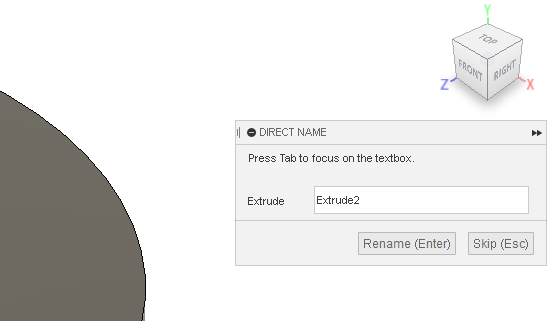 Y
TOP
FRONT
RIGHT
Z
X
DIRECT NAME
Press Tab to focus on the textbox.
Extrude
Extrude2
Rename (Enter)
Skip (Esc)